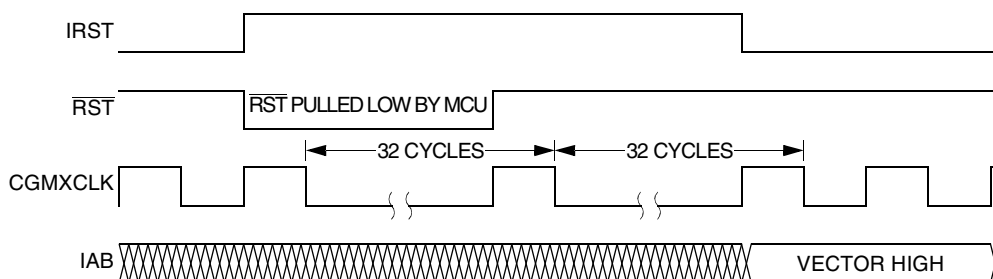 IRST
RST
RST PULLED LOW BY MCU
32 CYCLES
32 CYCLES
CGMXCLK
IAB
VECTOR HIGH